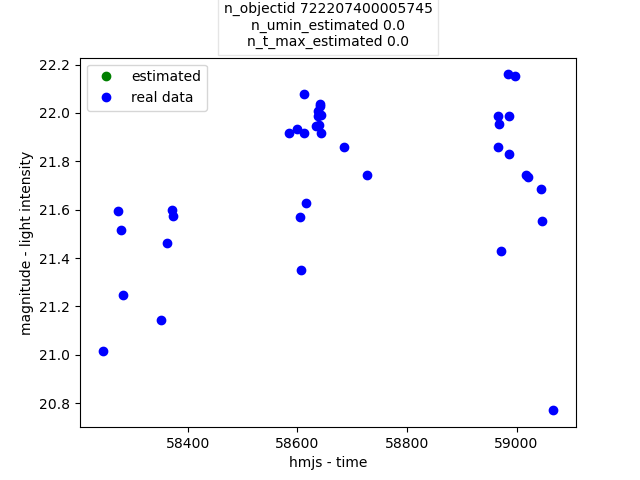 n_objectid 722207400005745
n_umin_estimated 0.0
n_t_max_estimated 0.0
22.2
22.0
21.8
21.6
21.4
21.2
21.0
20.8
magnitude - light intensity
estimated
real data
58400
58600
58800
59000
hmjs - time